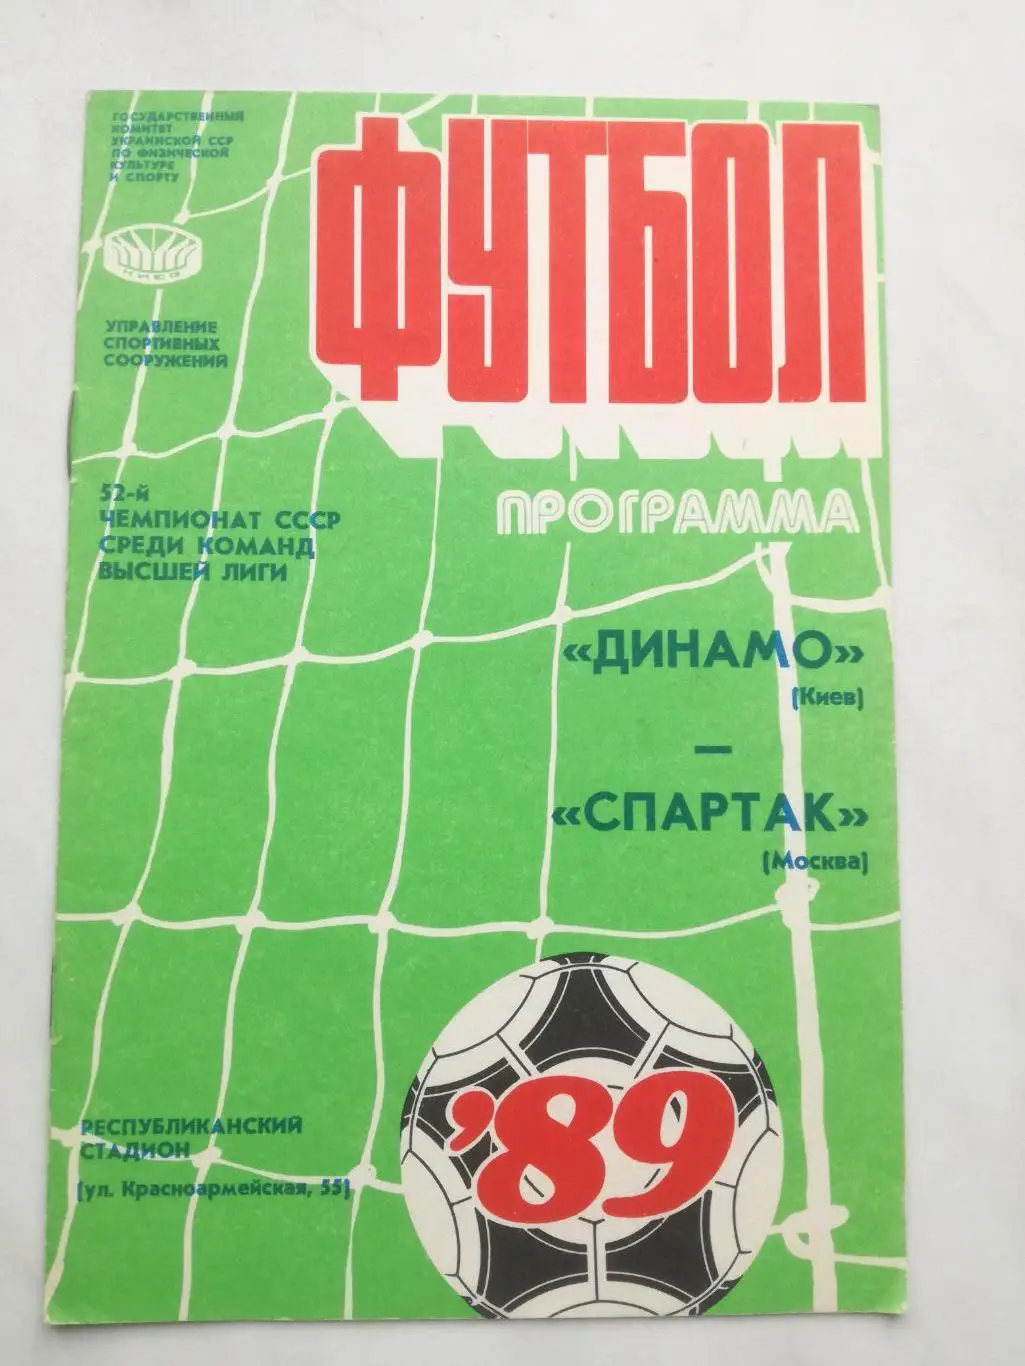 ГОСУДАРСТВЕННЫЙ
КОМИТЕТ
УКРАИНСКОЙ ССР
ПО ФИЗИЧЕСКОЙ
КУЛЬТУРЕ
И СПОРТУ
КИЕВ
УПРАВЛЕНИЕ
СПОРТИВНЫХ
СООРУЖЕНИЙ
ФУТБОЛ
ПРОГРАММА
52-й
ЧЕМПИОНАТ СССР
СРЕДИ КОМАНД
ВЫСШЕЙ ЛИГИ
«ДИНАМО»
(Киев)
—
«СПАРТАК»
(Москва)
'89
РЕСПУБЛИКАНСКИЙ
СТАДИОН
(ул. Красноармейская, 55)